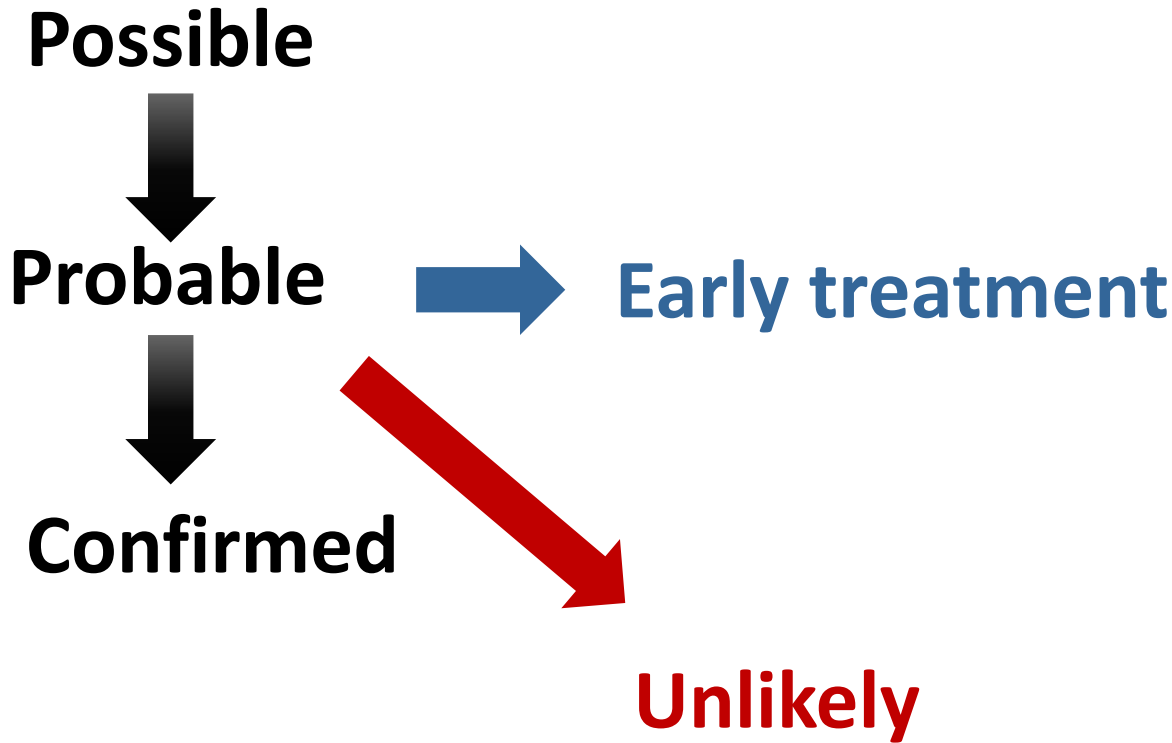 Possible
Probable
Early treatment
Confirmed
Unlikely